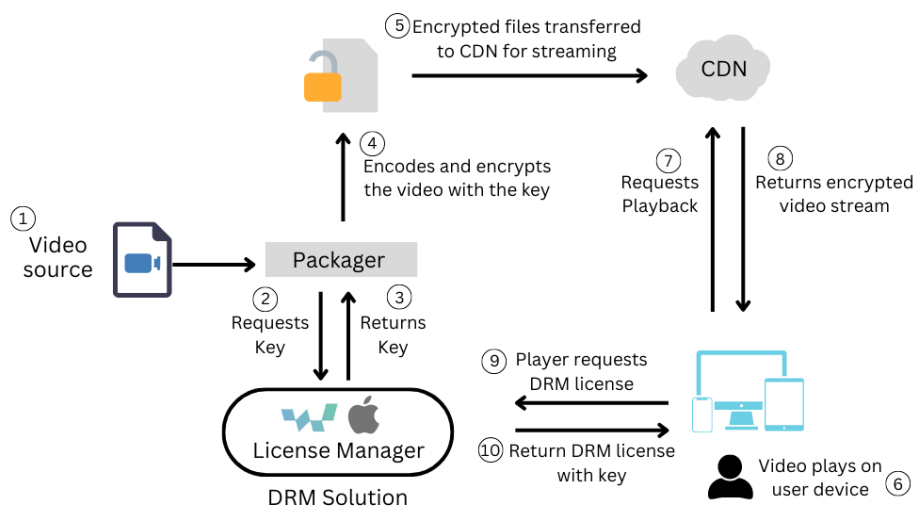 ①
Video
source
Packager
②
Requests
Key
③
Returns
Key
④
Encodes and encrypts
the video with the key
⑤ Encrypted files transferred
to CDN for streaming
CDN
License Manager
DRM Solution
Video plays on
user device ⑥
⑦
Requests
Playback
⑧
Returns encrypted
video stream
⑨ Player requests
DRM license
⑩ Return DRM license
with key